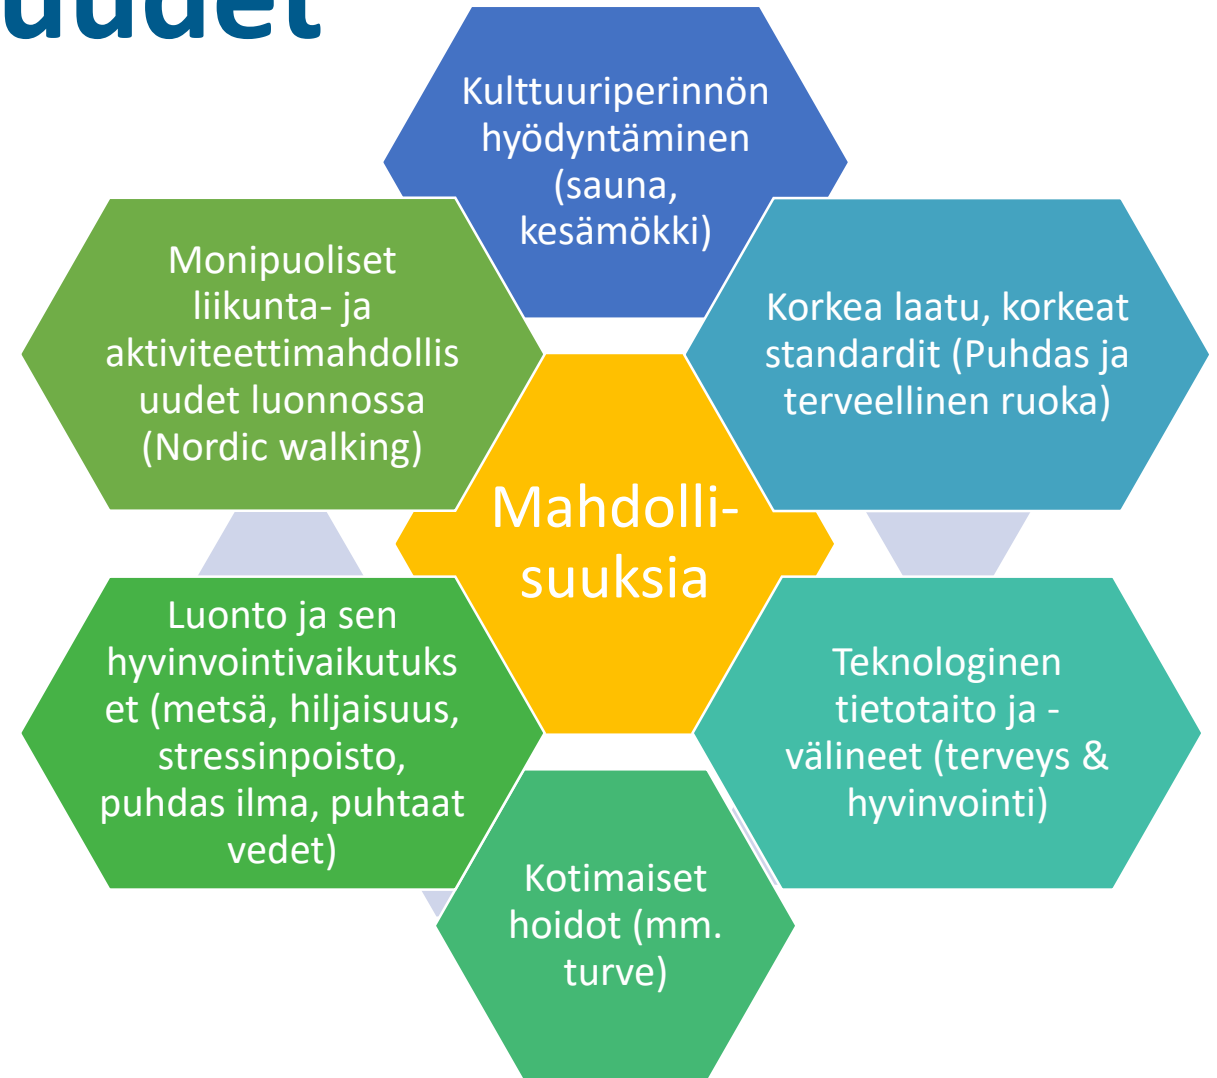 uudet
Kulttuuriperinnön
hyödyntäminen
(sauna,
kesämökki)
Korkea laatu, korkeat
standardit (Puhdas ja
terveellinen ruoka)
Teknologinen
tietotaito ja -
välineet (terveys &
hyvinvointi)
Kotimaiset
hoidot (mm.
turve)
Luonto ja sen
hyvinvointivaikutuks
et (metsä, hiljaisuus,
stressinpoisto,
puhdas ilma, puhtaat
vedet)
Monipuoliset
liikunta- ja
aktiviteettimahdollis
uudet luonnossa
(Nordic walking)
Mahdolli-
suuksia